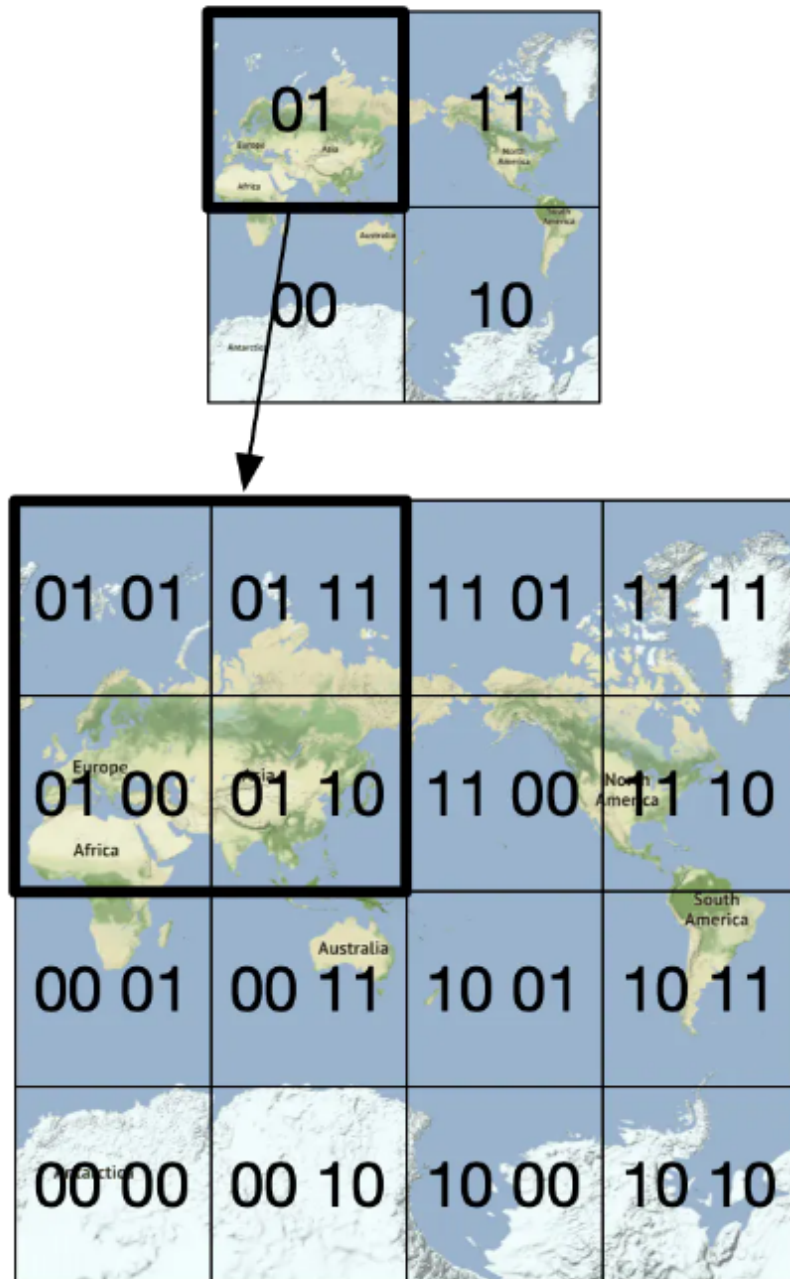 01 11
Europe Asia North America
Africa
South America
Australia
00 10
Antarctica
01 01 01 11 11 01 11 11
Europe Asia North America
01 00 01 10 11 00 11 10
Africa
South America
Australia
00 01 00 11 10 01 10 11
Antarctica
00 00 00 10 10 00 10 10